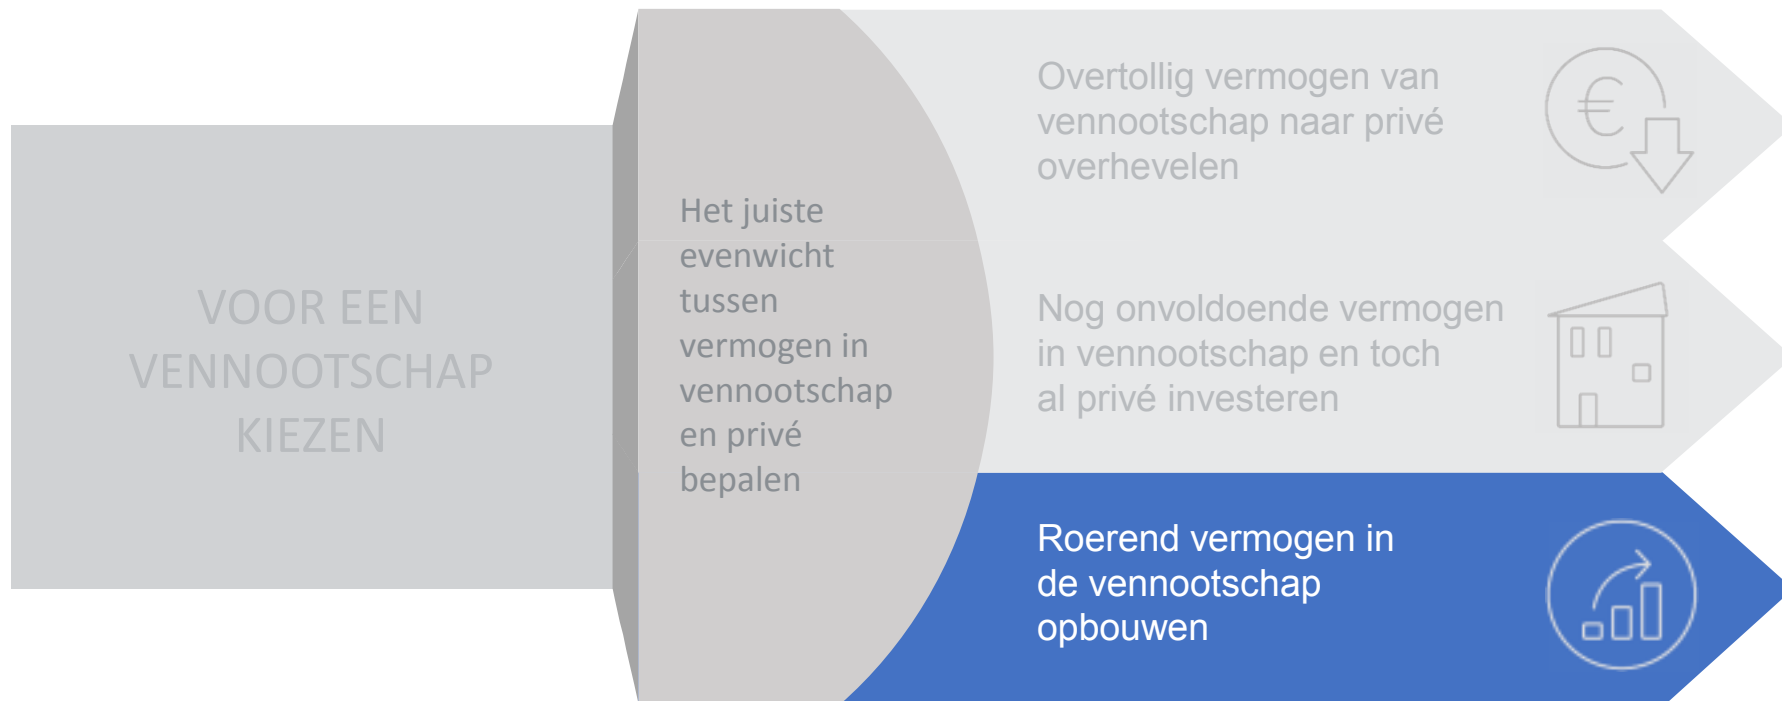 VOOR EEN
VENNOOTSCHAP
KIEZEN
Het juiste
evenwicht
tussen
vermogen in
vennootschap
en privé
bepalen
Overtollig vermogen van
vennootschap naar privé
overhevelen
€
Nog onvoldoende vermogen
in vennootschap en toch
al privé investeren
Roerend vermogen in
de vennootschap
opbouwen